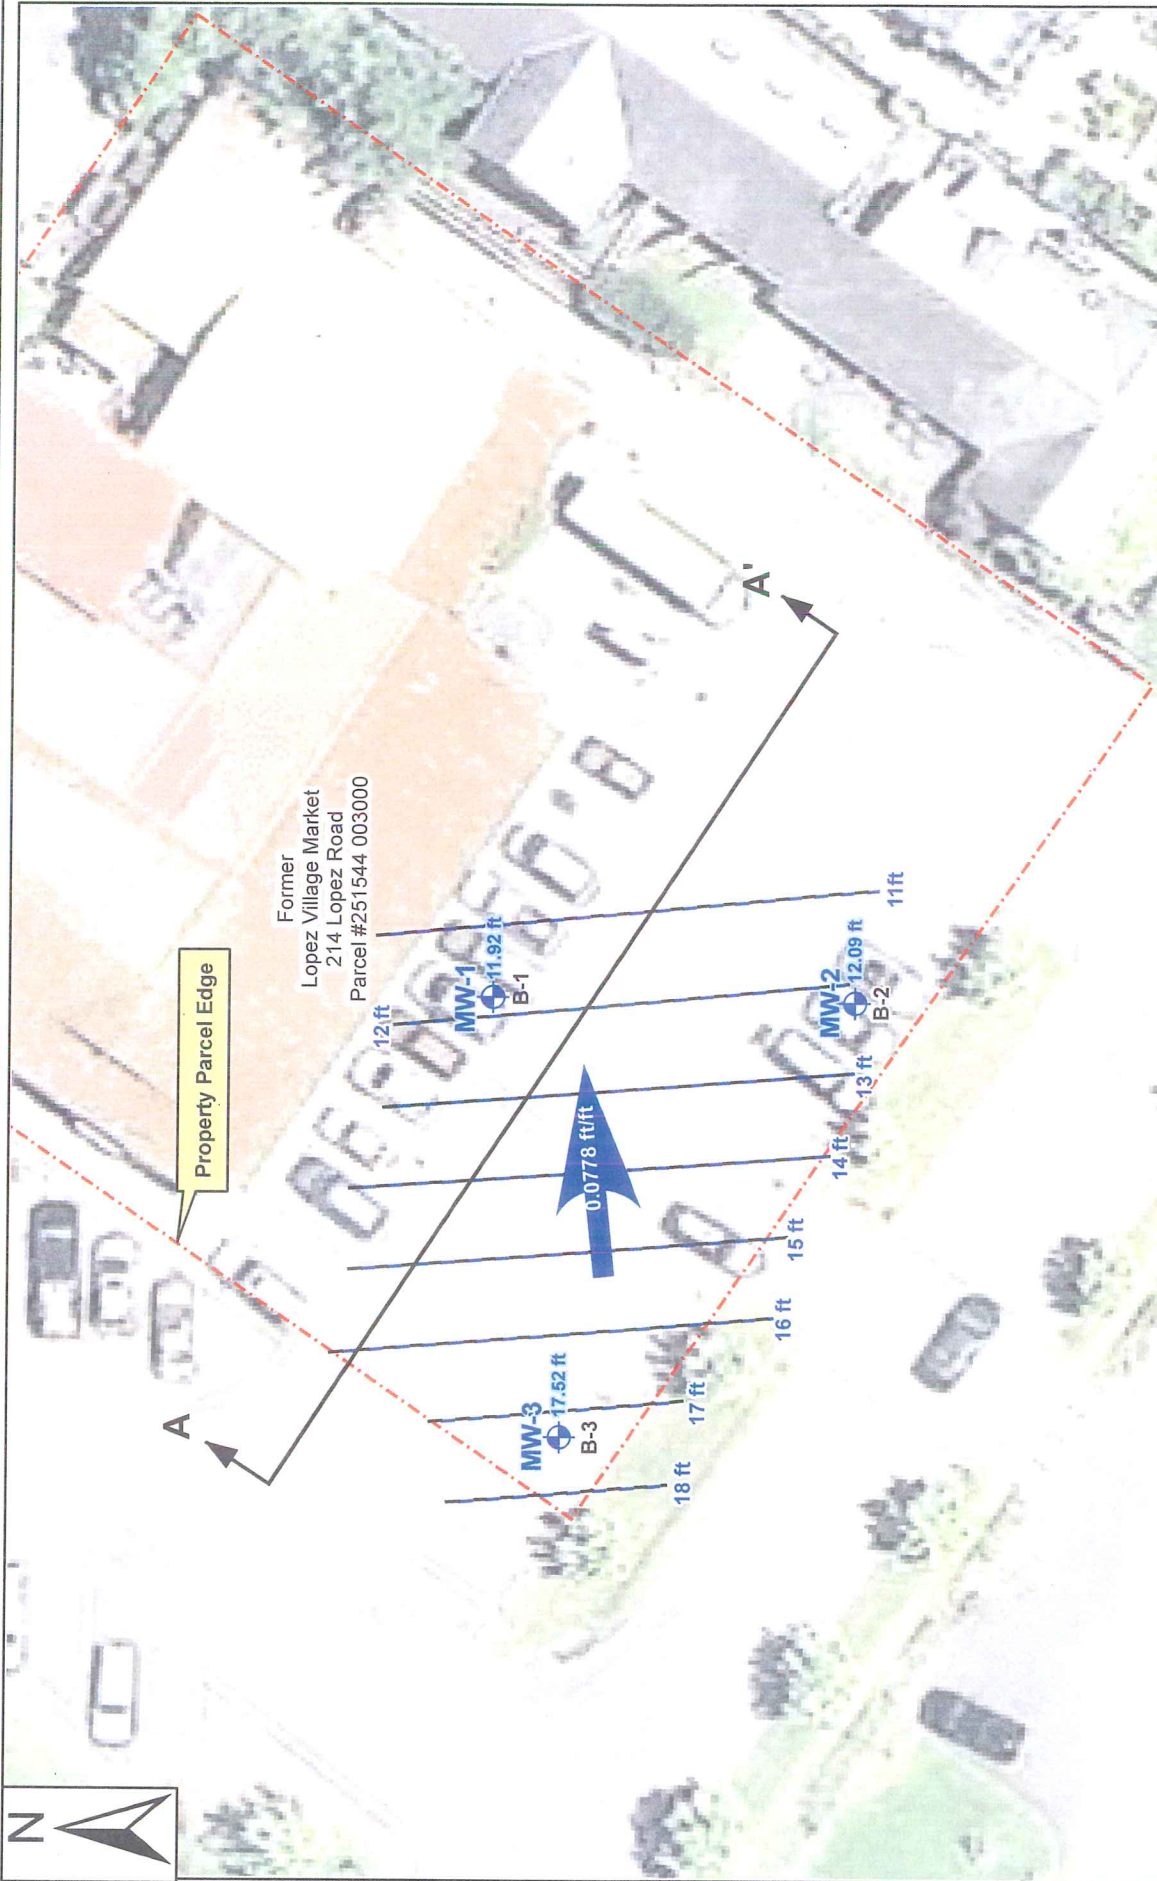 N
A
A'
Property Parcel Edge
Former
Lopez Village Market
214 Lopez Road
Parcel #251544 003000
12 ft
MW-1
11.92 ft
B-1
11 ft
MW-2
12.09 ft
B-2
13 ft
14 ft
0.0778 ft/ft
15 ft
16 ft
MW-3
17.52 ft
B-3
17 ft
18 ft